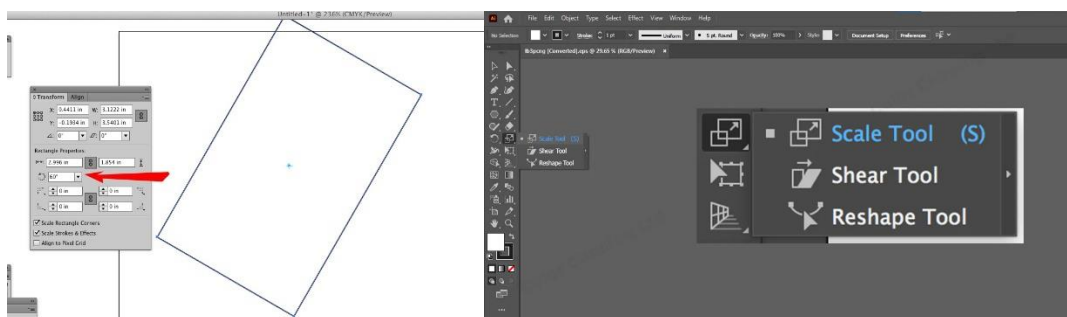 Untitled-1* @ 236% (CMYK/Preview)
Transform Align
X: 0.4411 in W: 3.1222 in
Y: -0.1984 in H: 3.5401 in
0° 0°
Rectangle Properties:
2.996 in 1.854 in
60°
0 in 0 in
0 in 0 in
Scale Rectangle Corners
Scale Strokes & Effects
Align to Pixel Grid
File Edit Object Type Select Effect View Window Help
No Selection Stroke: 1 pt Uniform 5 pt. Round Opacity: 100% Style: Document Setup Preferences
Scale Tool (S)
Shear Tool
Reshape Tool
Scale Tool (S)
Shear Tool
Reshape Tool